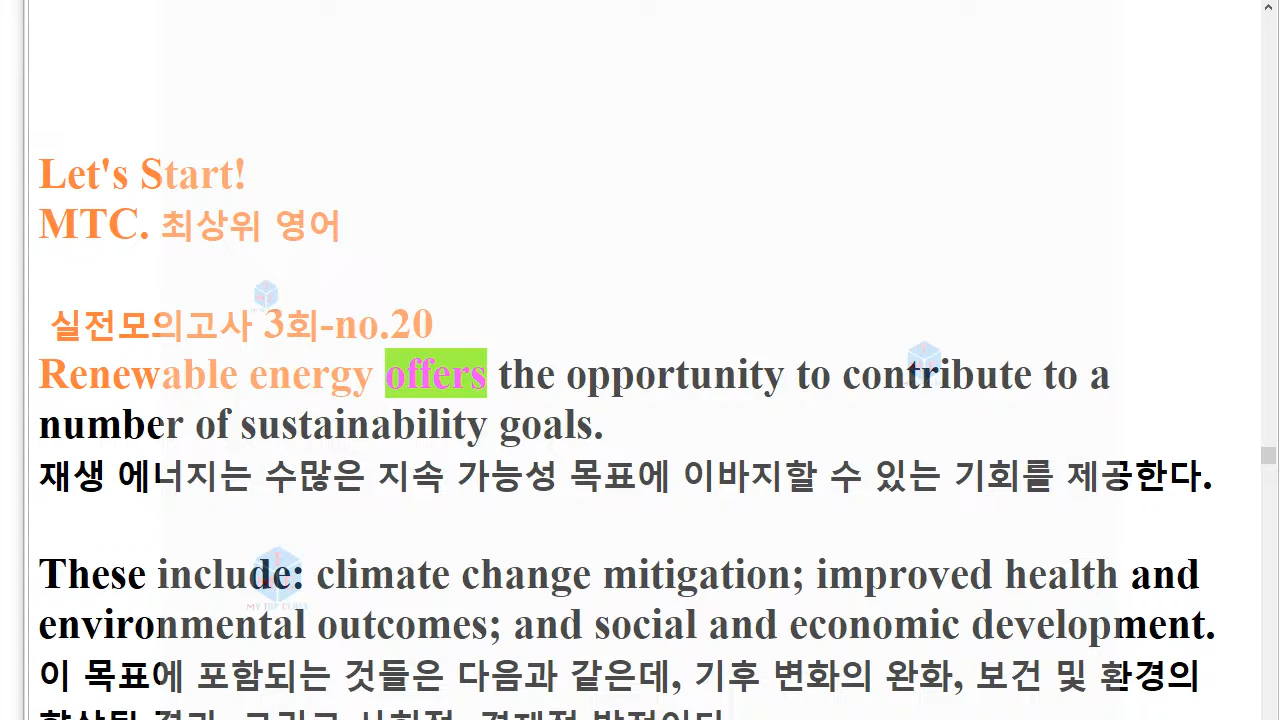 Let's Start!
MTC. 최상위 영어
실전모의고사 3회-no.20
Renewable energy offers the opportunity to contribute to a
number of sustainability goals.
재생 에너지는 수많은 지속 가능성 목표에 이바지할 수 있는 기회를 제공한다.
These include: climate change mitigation; improved health and
environmental outcomes; and social and economic development.
MY TOP CLASS
이 목표에 포함되는 것들은 다음과 같은데, 기후 변화의 완화, 보건 및 환경의